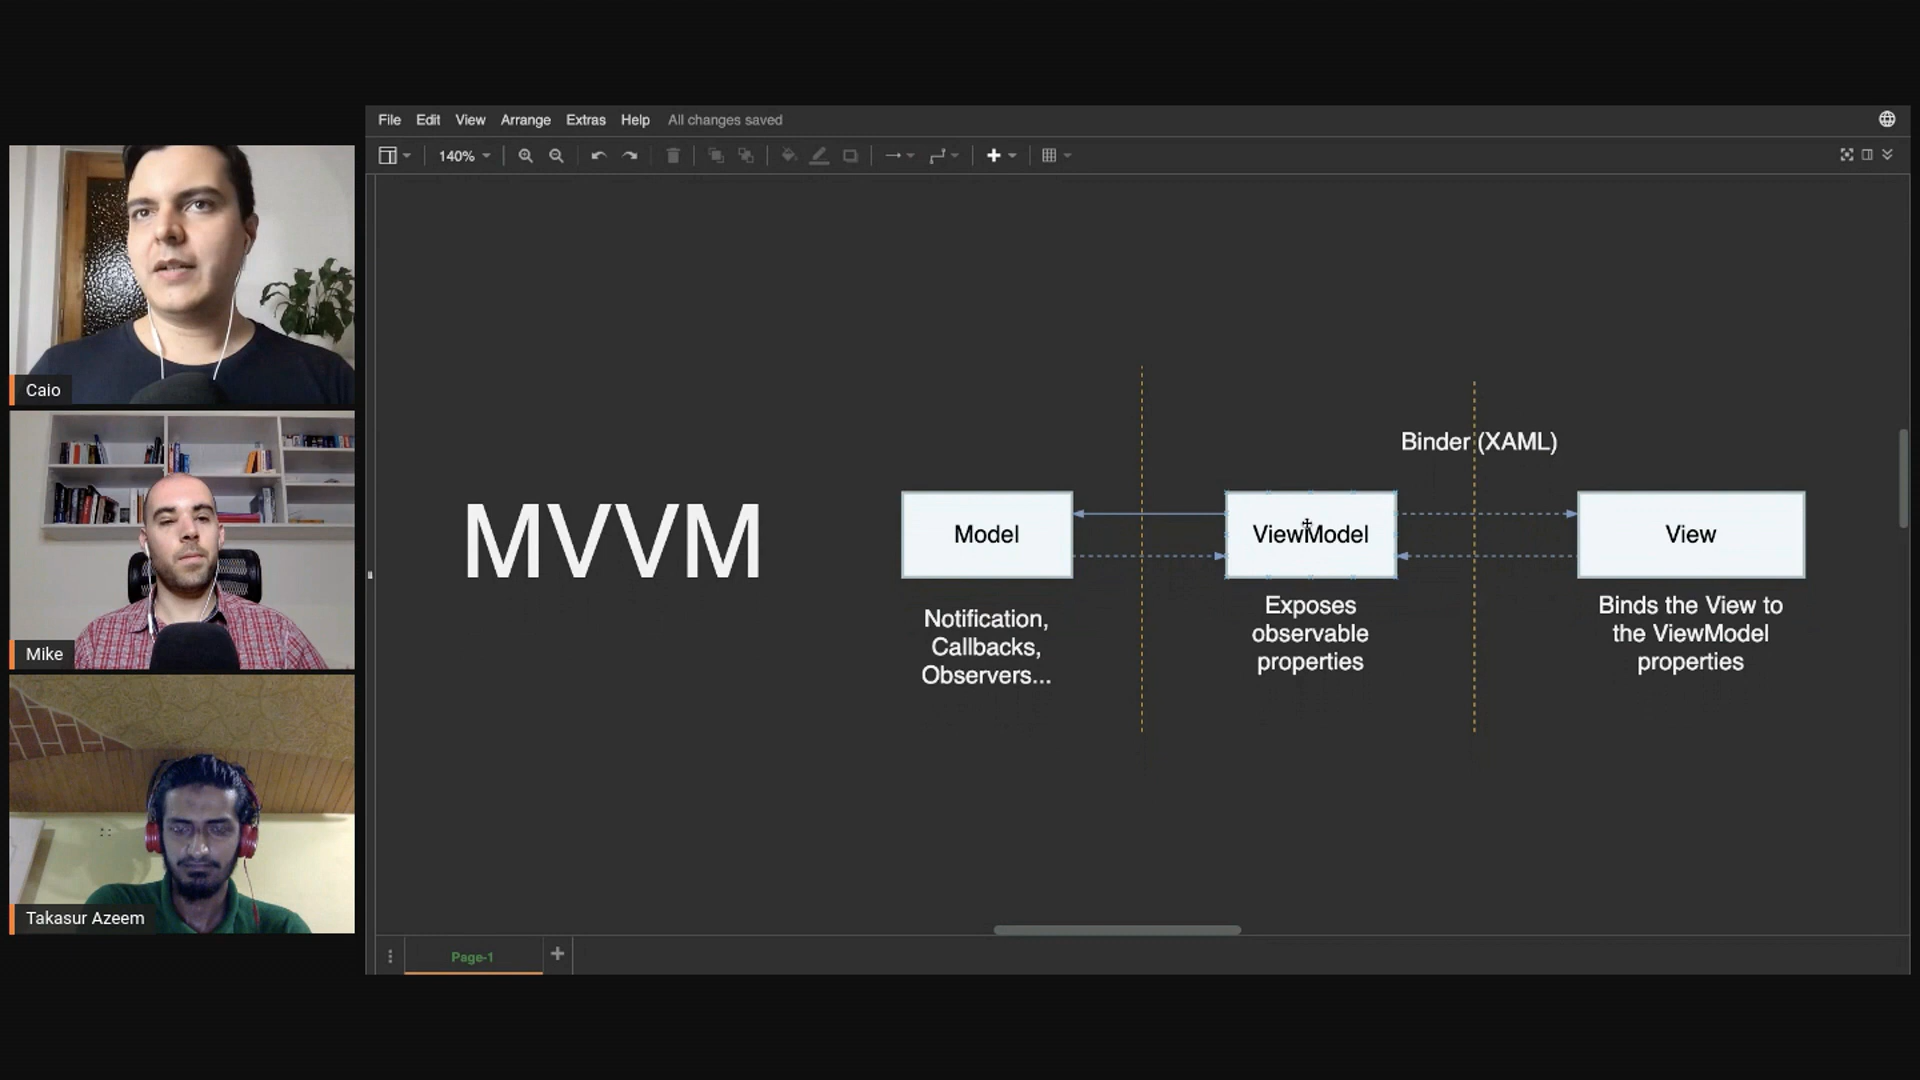 File Edit View Arrange Extras Help All changes saved
140%
Caio
Mike
Takasur Azeem
MVVM
Binder (XAML)
Model
ViewModel
View
Notification,
Callbacks,
Observers...
Exposes
observable
properties
Binds the View to
the ViewModel
properties
Page-1